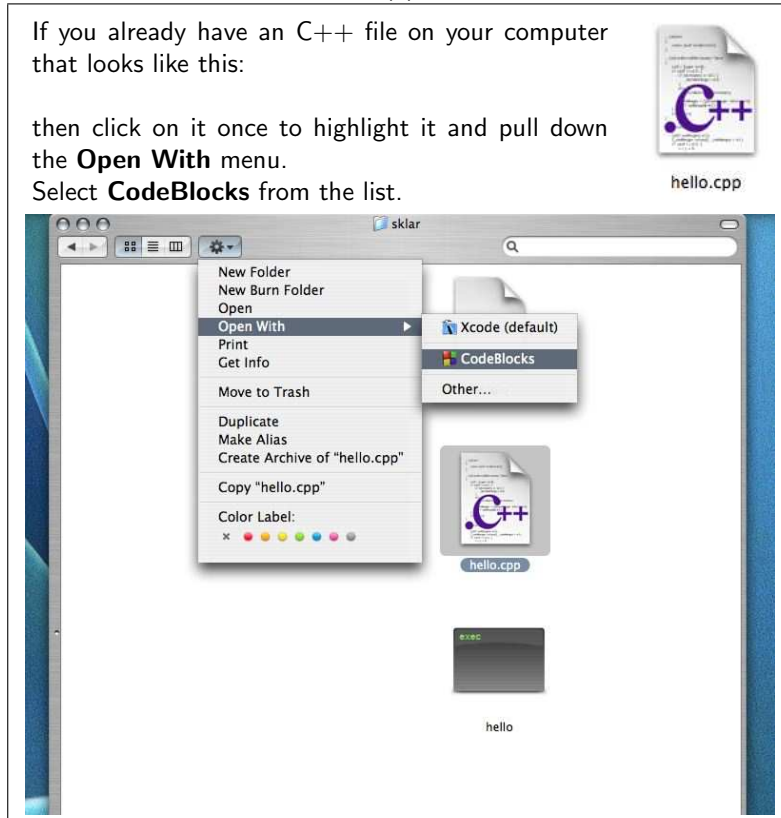 If you already have an C++ file on your computer
that looks like this:
then click on it once to highlight it and pull down
the Open With menu.
Select CodeBlocks from the list.
.C++
hello.cpp
sklar
New Folder
New Burn Folder
Open
Open With
Print
Get Info
Move to Trash
Duplicate
Make Alias
Create Archive of "hello.cpp"
Copy "hello.cpp"
Color Label:
Xcode (default)
CodeBlocks
Other...
.C++
hello.cpp
exec
hello